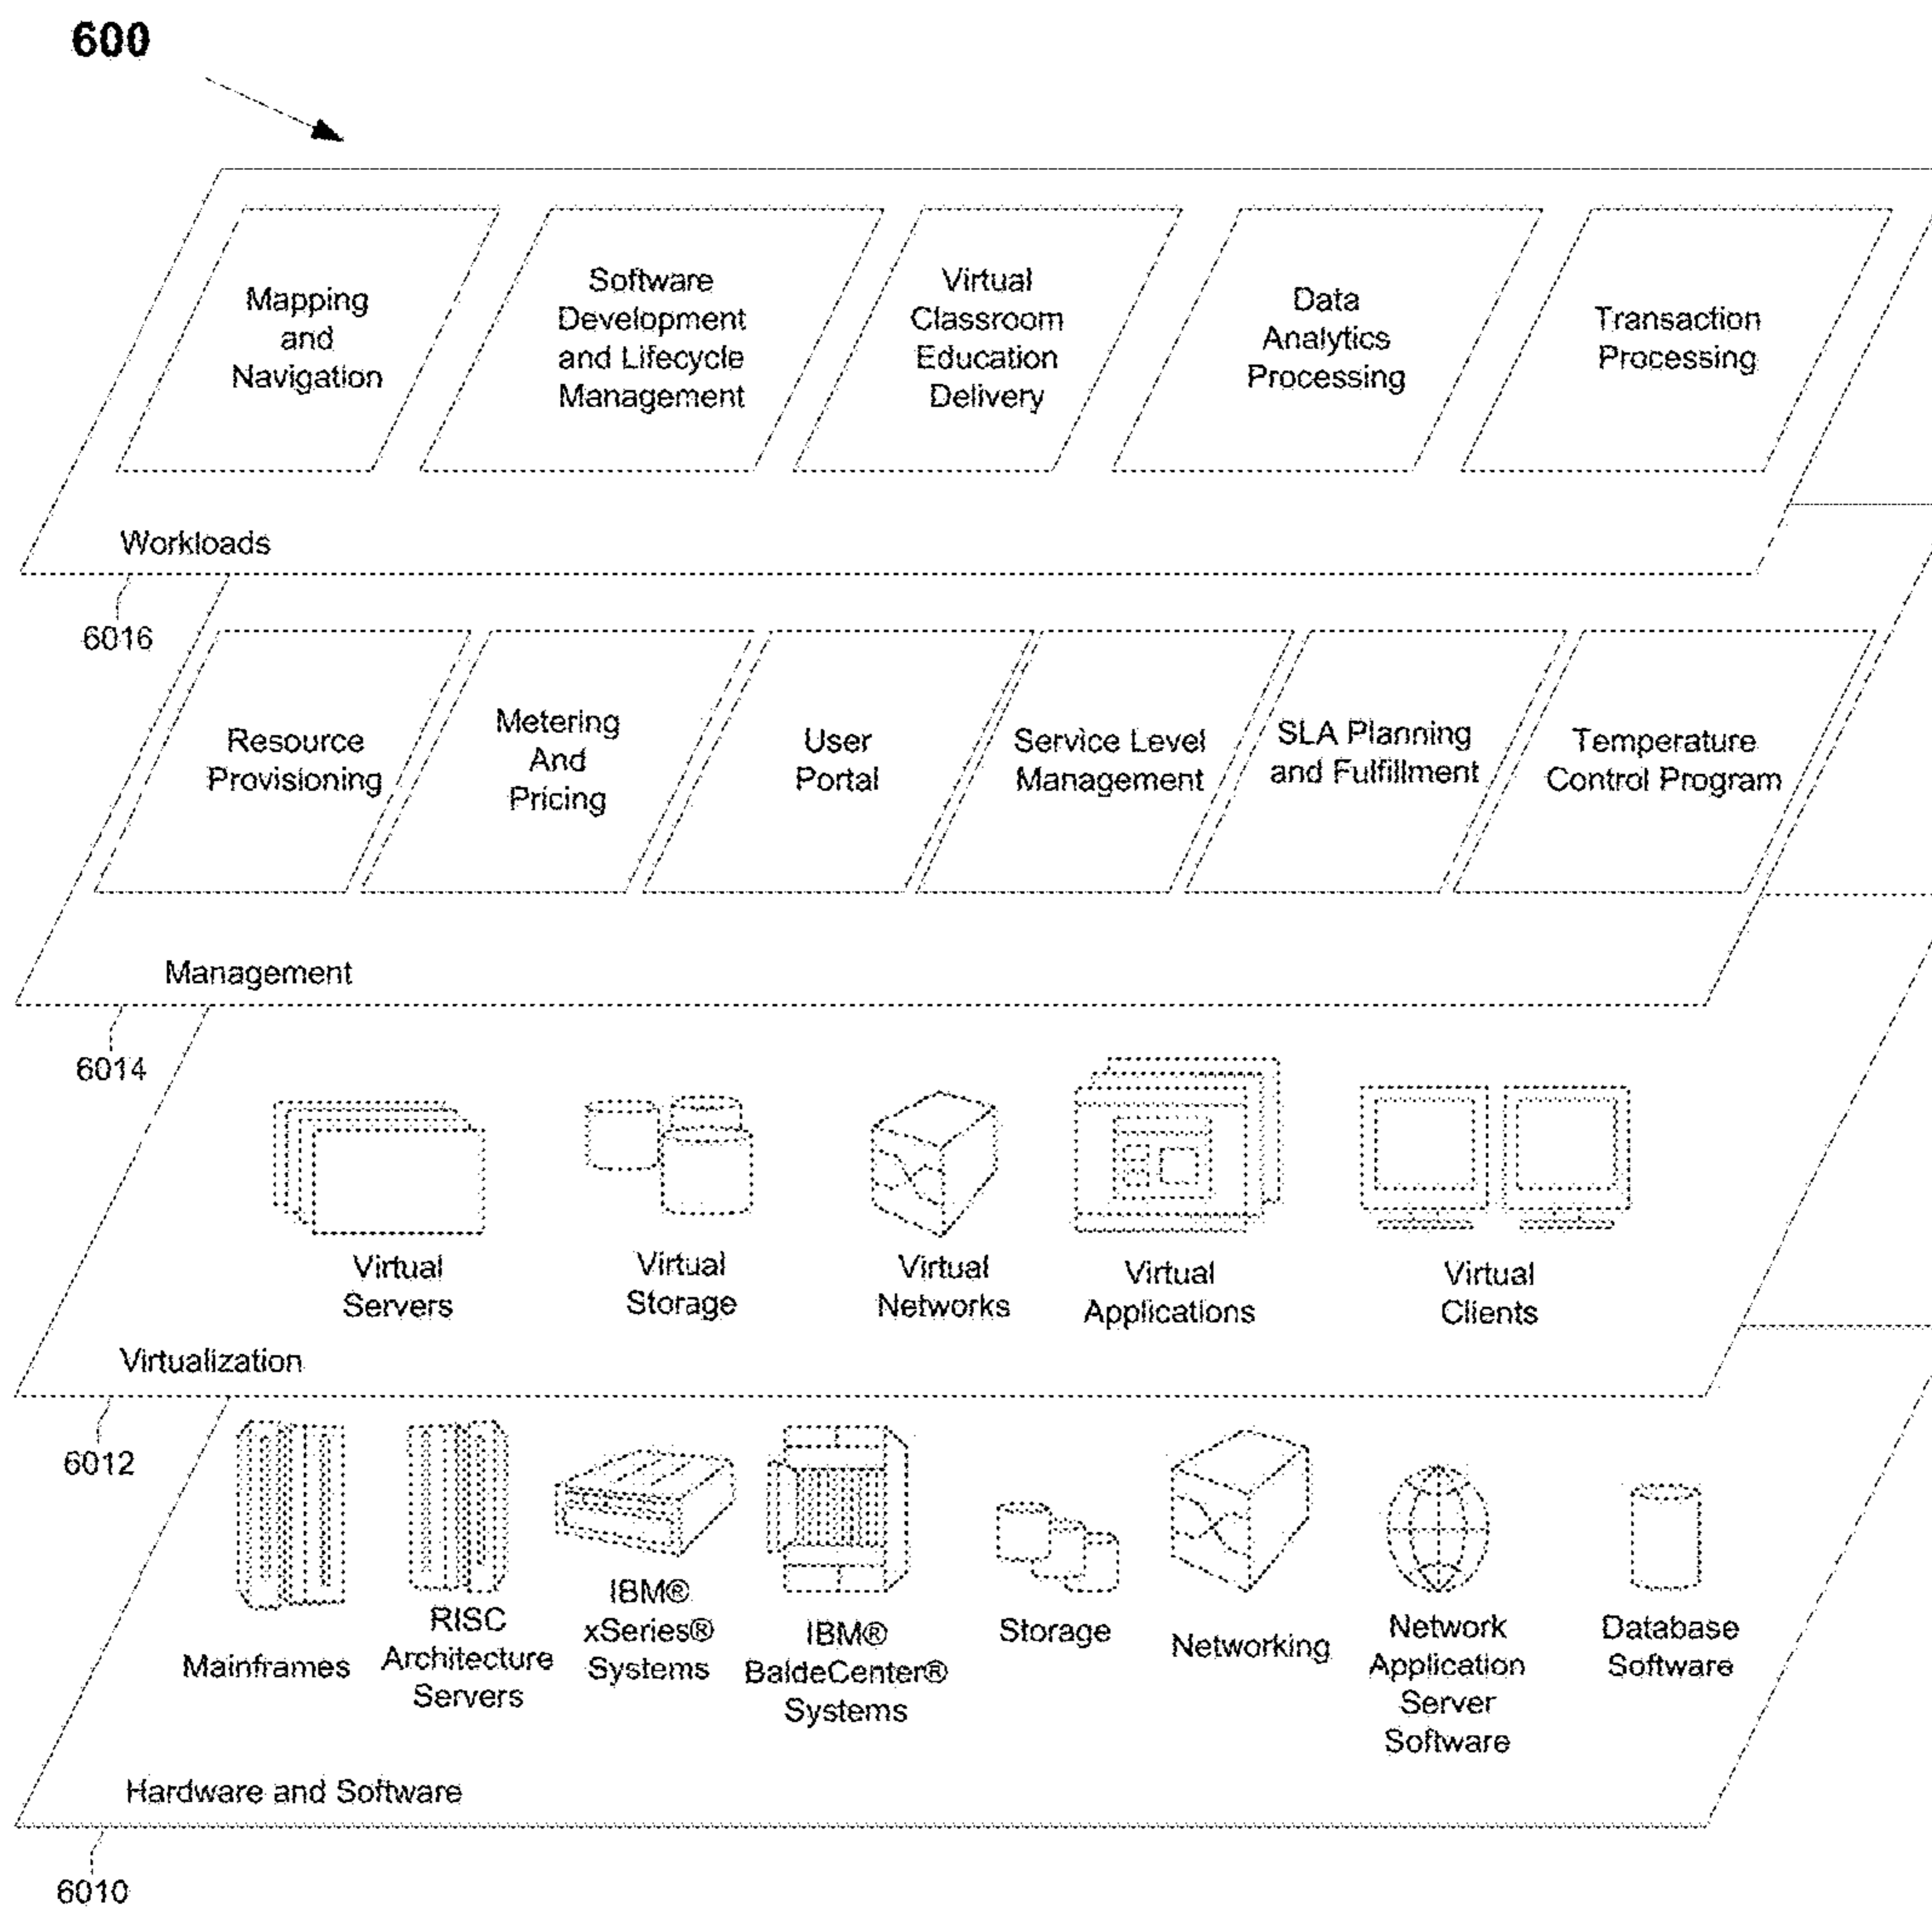 600
Mapping
and
Navigation
Software
Development
and Lifecycle
Management
Virtual
Classroom
Education
Delivery
Data
Analytics
Processing
Transaction
Processing
Workloads
6016
Resource
Provisioning
Metering
And
Pricing
User
Portal
Service Level
Management
SLA Planning
and Fulfillment
Temperature
Control Program
Management
6014
Virtual
Servers
Virtual
Storage
Virtual
Networks
Virtual
Applications
Virtual
Clients
Virtualization
6012
Mainframes
RISC
Architecture
Servers
IBM®
xSeries®
Systems
IBM®
BaldeCenter®
Systems
Storage
Networking
Network
Application
Server
Software
Database
Software
Hardware and Software
6010